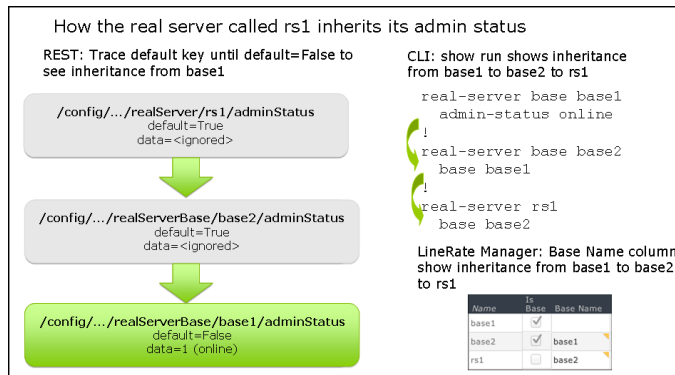 How the real server called rs1 inherits its admin status
REST: Trace default key until default=False to
see inheritance from base1
/config/.../realServer/rs1/adminStatus
default=True
data=<ignored>
/config/.../realServerBase/base2/adminStatus
default=True
data=<ignored>
/config/.../realServerBase/base1/adminStatus
default=False
data=1 (online)
CLI: show run shows inheritance
from base1 to base2 to rs1
real-server base base1
admin-status online
!
real-server base base2
base base1
!
real-server rs1
base base2
LineRate Manager: Base Name column
show inheritance from base1 to base2
to rs1
Name Is Base Base Name
base1
base2 base1
rs1 base2